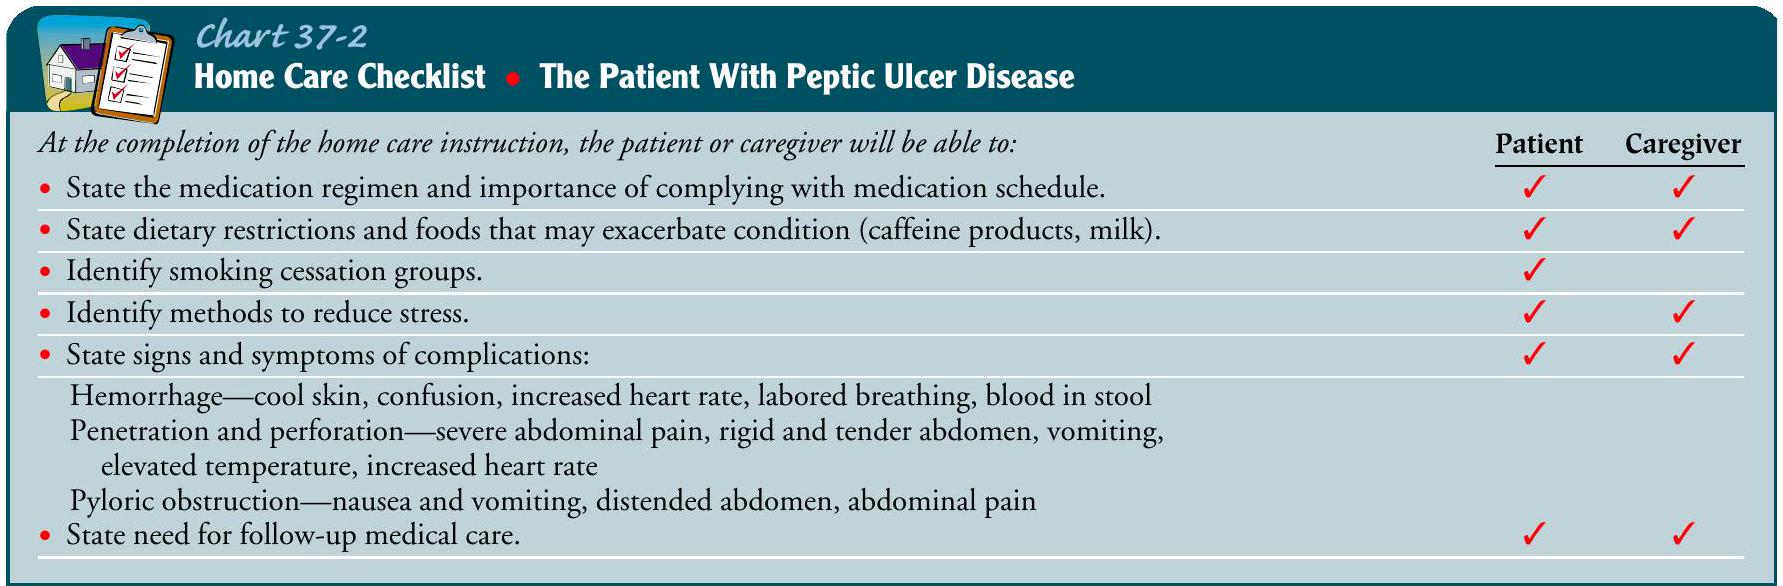 Chart 37-2
Home Care Checklist • The Patient With Peptic Ulcer Disease
At the completion of the home care instruction, the patient or caregiver will be able to: Patient Caregiver
• State the medication regimen and importance of complying with medication schedule. ✓ ✓
• State dietary restrictions and foods that may exacerbate condition (caffeine products, milk). ✓ ✓
• Identify smoking cessation groups. ✓
• Identify methods to reduce stress. ✓ ✓
• State signs and symptoms of complications: ✓ ✓
Hemorrhage—cool skin, confusion, increased heart rate, labored breathing, blood in stool
Penetration and perforation—severe abdominal pain, rigid and tender abdomen, vomiting,
elevated temperature, increased heart rate
Pyloric obstruction—nausea and vomiting, distended abdomen, abdominal pain
• State need for follow-up medical care. ✓ ✓